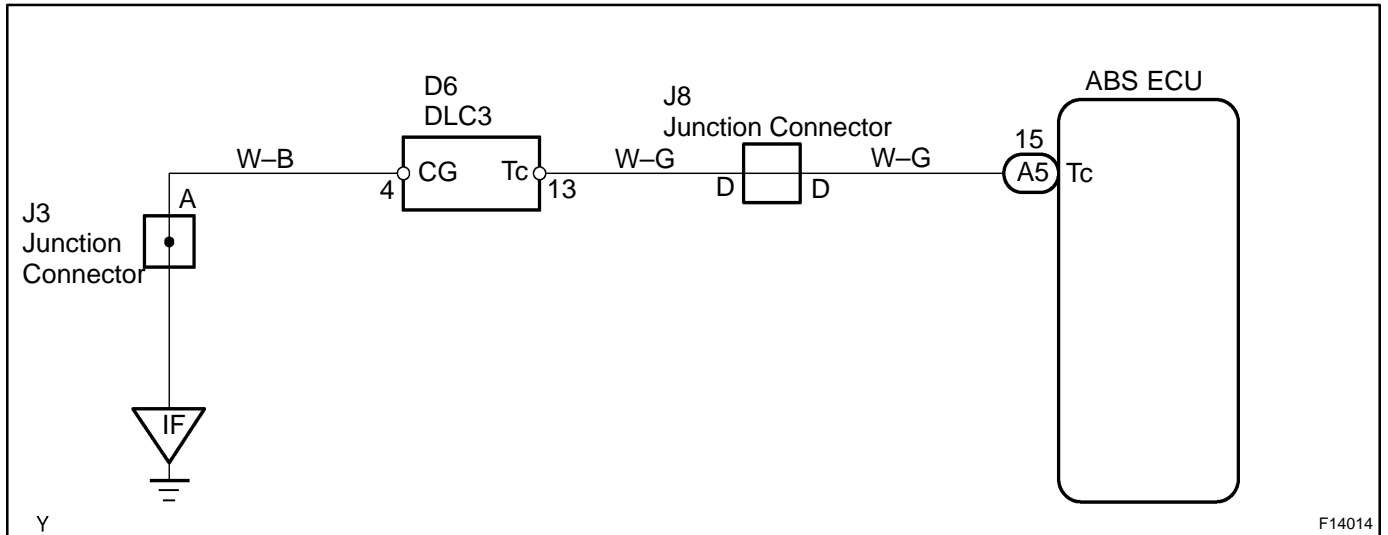 ABS ECU
D6
DLC3
J8
Junction Connector
15
W–B
CG
Tc
W–G
W–G
A5
Tc
4
13
D
D
A
J3
Junction
Connector
IF
Y
F14014